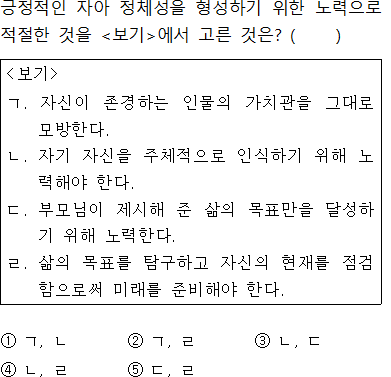 긍정적인 자아 정체성을 형성하기 위한 노력으로
적절한 것을 <보기>에서 고른 것은? (     )
<보기>
ㄱ. 자신이 존경하는 인물의 가치관을 그대로
모방한다.
ㄴ. 자기 자신을 주체적으로 인식하기 위해 노
력해야 한다.
ㄷ. 부모님이 제시해 준 삶의 목표만을 달성하
기 위해 노력한다.
ㄹ. 삶의 목표를 탐구하고 자신의 현재를 점검
함으로써 미래를 준비해야 한다.
① ㄱ, ㄴ ② ㄱ, ㄹ ③ ㄴ, ㄷ
④ ㄴ, ㄹ ⑤ ㄷ, ㄹ